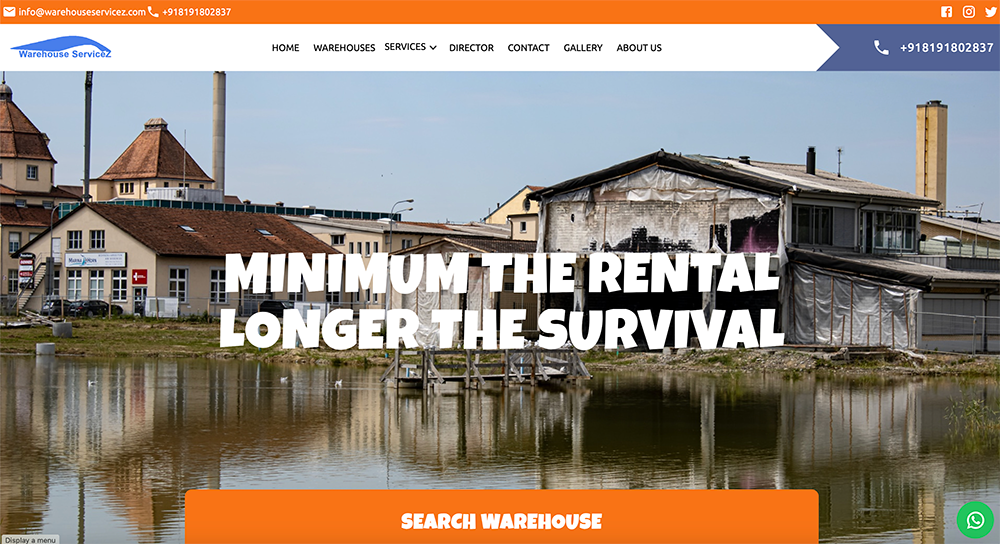 info@warehouseservicez.com +918191802837
Warehouse ServiceZ
HOME WAREHOUSES SERVICES DIRECTOR CONTACT GALLERY ABOUT US
+918191802837
MINIMUM THE RENTAL
LONGER THE SURVIVAL
SEARCH WAREHOUSE
Display a menu